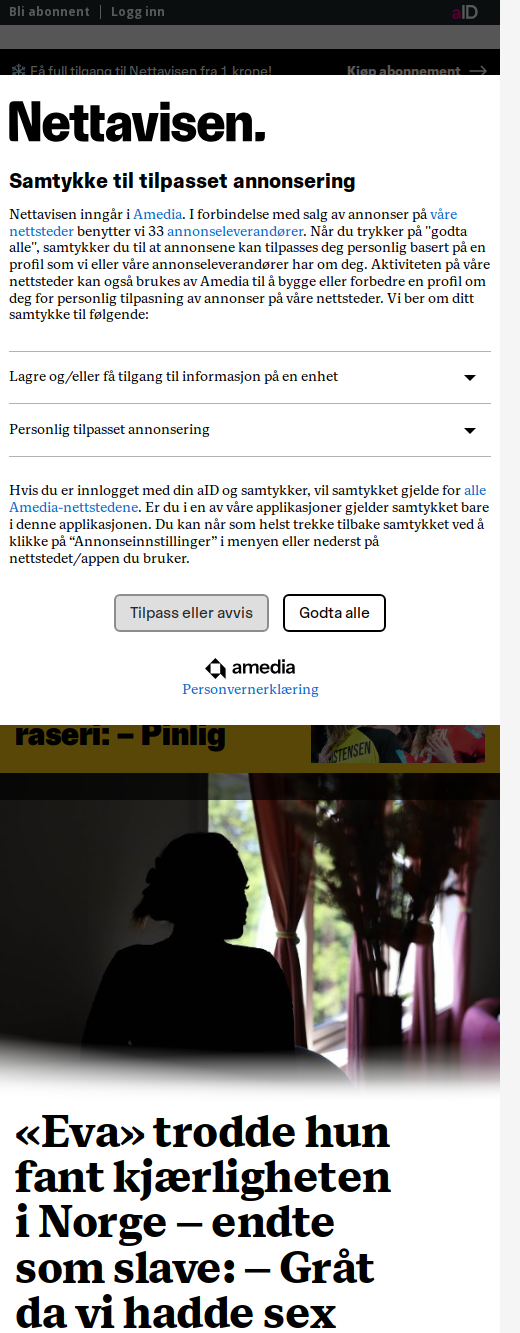 Bli abonnent | Logg inn aID
Få full tilgang til Nettavisen fra 1 krone! Kjøp abonnement →
Nettavisen.
Samtykke til tilpasset annonsering
Nettavisen inngår i Amedia. I forbindelse med salg av annonser på våre
nettsteder benytter vi 33 annonseleverandører. Når du trykker på "godta
alle", samtykker du til at annonsene kan tilpasses deg personlig basert på en
profil som vi eller våre annonseleverandører har om deg. Aktiviteten på våre
nettsteder kan også brukes av Amedia til å bygge eller forbedre en profil om
deg for personlig tilpasning av annonser på våre nettsteder. Vi ber om ditt
samtykke til følgende:
Lagre og/eller få tilgang til informasjon på en enhet
Personlig tilpasset annonsering
Hvis du er innlogget med din aID og samtykker, vil samtykket gjelde for alle
Amedia-nettstedene. Er du i en av våre applikasjoner gjelder samtykket bare
i denne applikasjonen. Du kan når som helst trekke tilbake samtykket ved å
klikke på “Annonseinnstillinger” i menyen eller nederst på
nettstedet/appen du bruker.
Tilpass eller avvis Godta alle
amedia
Personvernerklæring
raseri: – Pinlig
ISTENSEN
«Eva» trodde hun
fant kjærligheten
i Norge – endte
som slave: – Gråt
da vi hadde sex